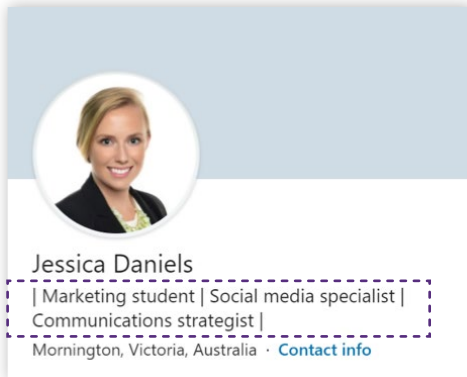 Jessica Daniels
| Marketing student | Social media specialist |
Communications strategist |
Mornington, Victoria, Australia · Contact info